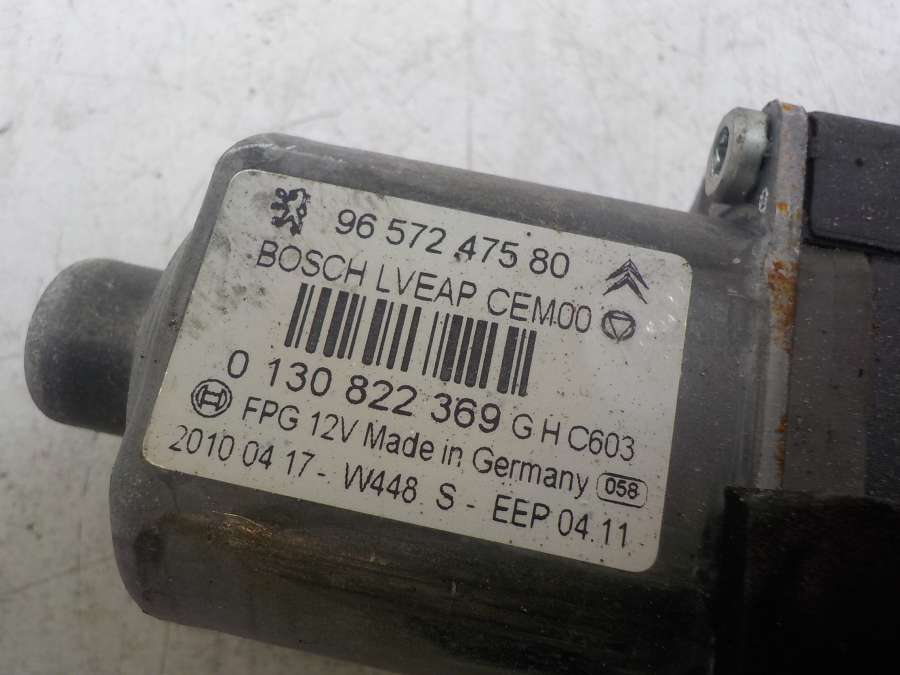 96 572 475 80
BOSCH LVEAP CEM00
0 130 822 369 G H C603
FPG 12V Made in Germany 058
2010 04 17- W448 S - EEP 04.11